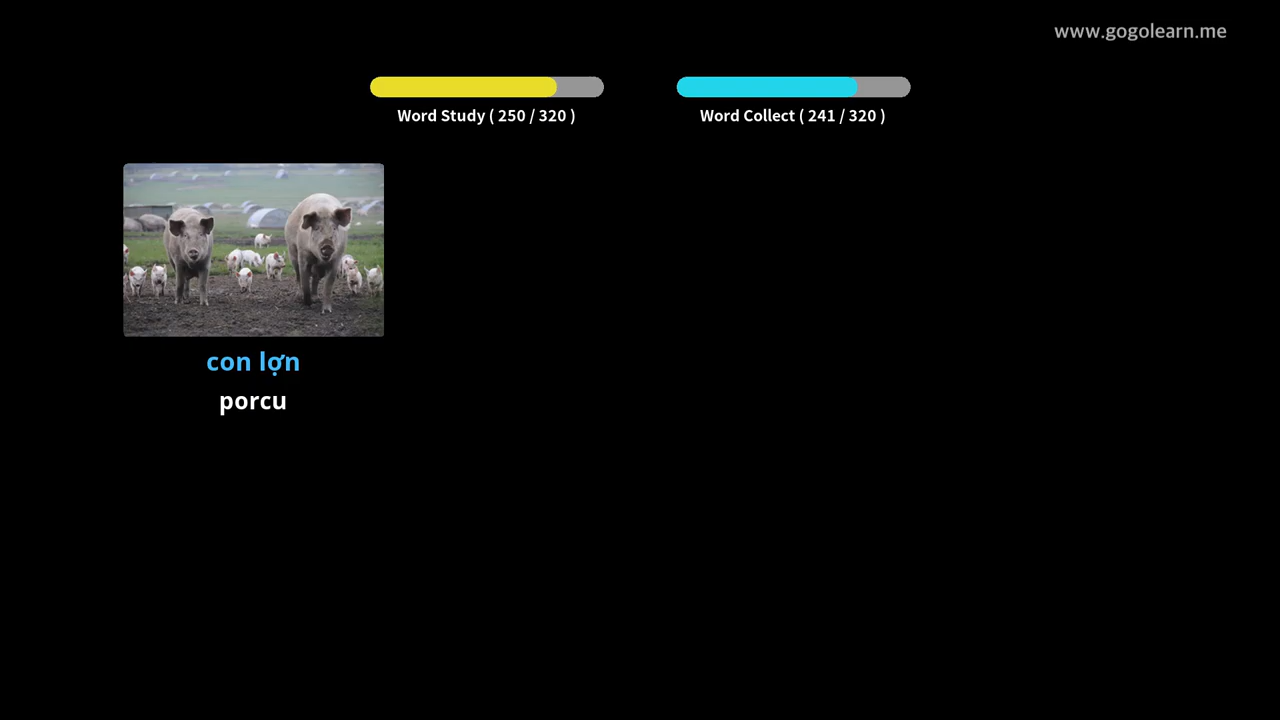 www.gogolearn.me
Word Study ( 250 / 320 )
Word Collect ( 241 / 320 )
con lợn
porcu